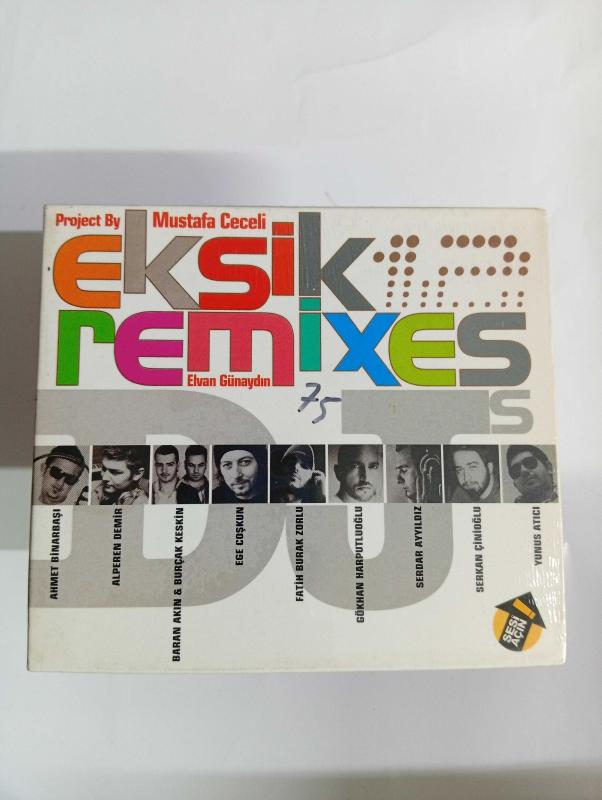 Project By Mustafa Ceceli
eksik 12
remixes
Elvan Günaydın
75
DJs
AHMET BİNARBAŞI
ALPEREN DEMİR
BARAN AKIN & BURÇAK KESKİN
EGE COŞKUN
FATİH BURAK ZORLU
GÖKHAN HARPUTLUOĞLU
SERDAR AYYILDIZ
SERKAN ÇİNİOĞLU
YUNUS ATICI
SESİ
AÇIN!